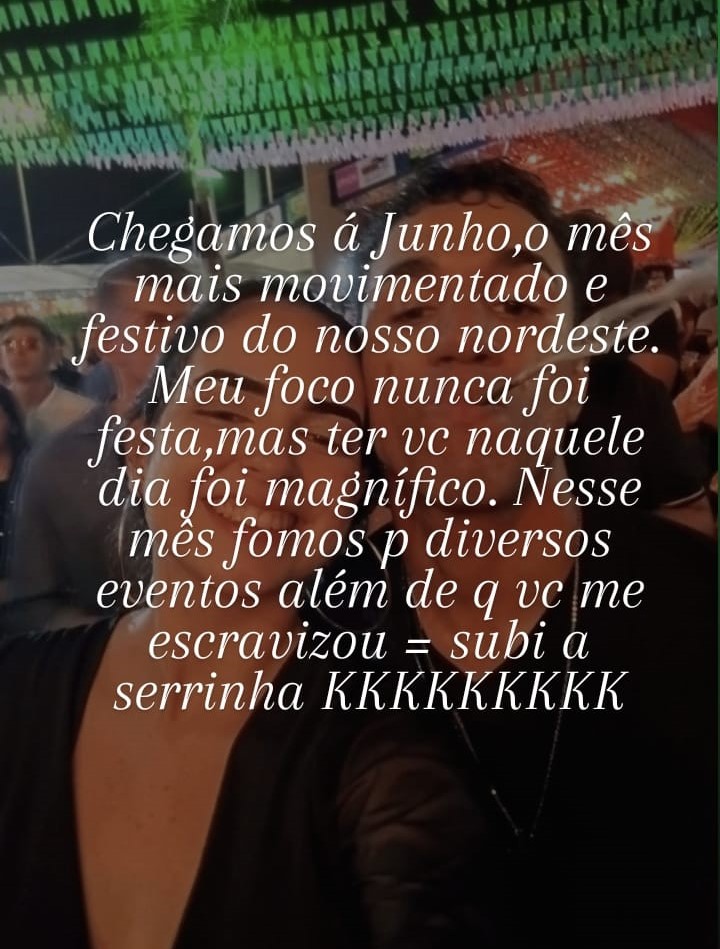 Chegamos á Junho,o mês
mais movimentado e
festivo do nosso nordeste.
Meu foco nunca foi
festa,mas ter vc naquele
dia foi magnífico. Nesse
mês fomos p diversos
eventos além de q vc me
escravizou = subi a
serrinha KKKKKKKKK